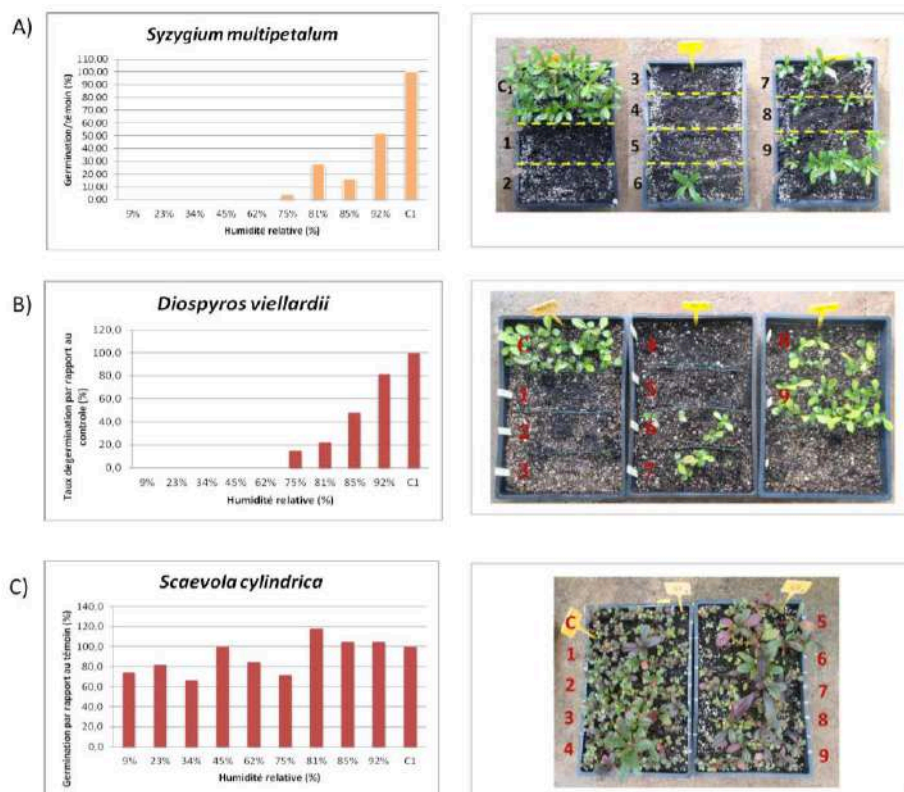 A)
Syzygium multipetalum
Germination/témoin (%)
110.00
100.00
90.00
80.00
70.00
60.00
50.00
40.00
30.00
20.00
10.00
0.00
9% 23% 34% 45% 62% 75% 81% 85% 92% C1
Humidité relative (%)
C1
1
2
3
4
5
6
7
8
9
B)
Diospyros viellardii
Taux degermination par rapport au
controle (%)
120,0
100,0
80,0
60,0
40,0
20,0
0,0
9% 23% 34% 45% 62% 75% 81% 85% 92% C1
Humidité relative (%)
C
1
2
3
4
5
6
7
8
9
C)
Scaevola cylindrica
Germination par rapport au témoin (%)
140,0
120,0
100,0
80,0
60,0
40,0
20,0
0,0
9% 23% 34% 45% 62% 75% 81% 85% 92% C1
Humidité relative (%)
C
1
2
3
4
5
6
7
8
9